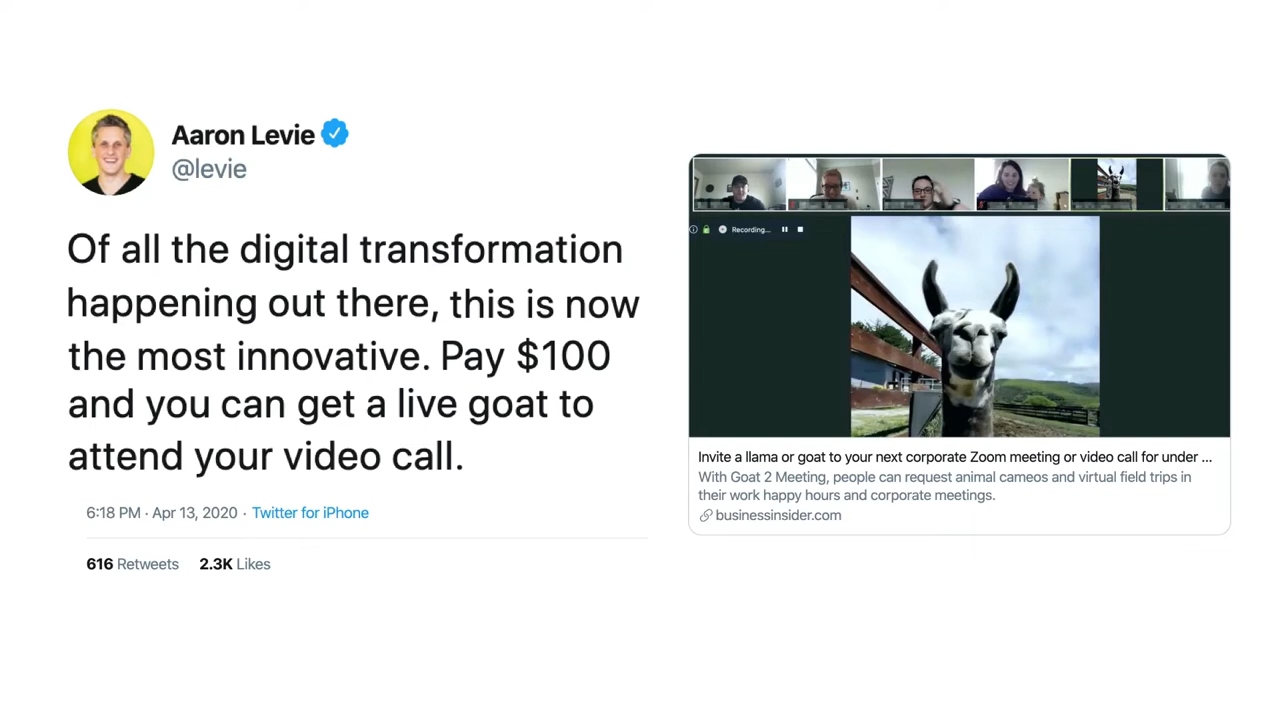 Aaron Levie
@levie
Of all the digital transformation
happening out there, this is now
the most innovative. Pay $100
and you can get a live goat to
attend your video call.
6:18 PM · Apr 13, 2020 · Twitter for iPhone
616 Retweets 2.3K Likes
Recording...
Invite a llama or goat to your next corporate Zoom meeting or video call for under ...
With Goat 2 Meeting, people can request animal cameos and virtual field trips in
their work happy hours and corporate meetings.
businessinsider.com